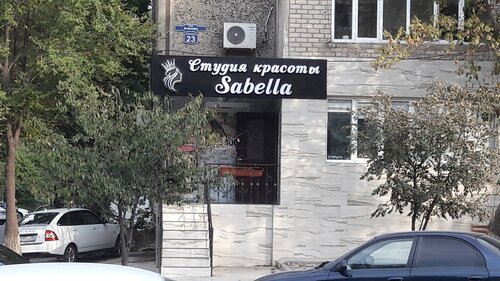 23
Студия красоты
Sabella